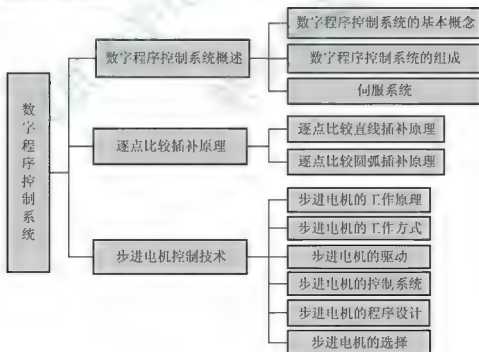 数字程序控制系统
数字程序控制系统概述
数字程序控制系统的基本概念
数字程序控制系统的组成
伺服系统
逐点比较插补原理
逐点比较直线插补原理
逐点比较圆弧插补原理
步进电机控制技术
步进电机的工作原理
步进电机的工作方式
步进电机的驱动
步进电机的控制系统
步进电机的程序设计
步进电机的选择